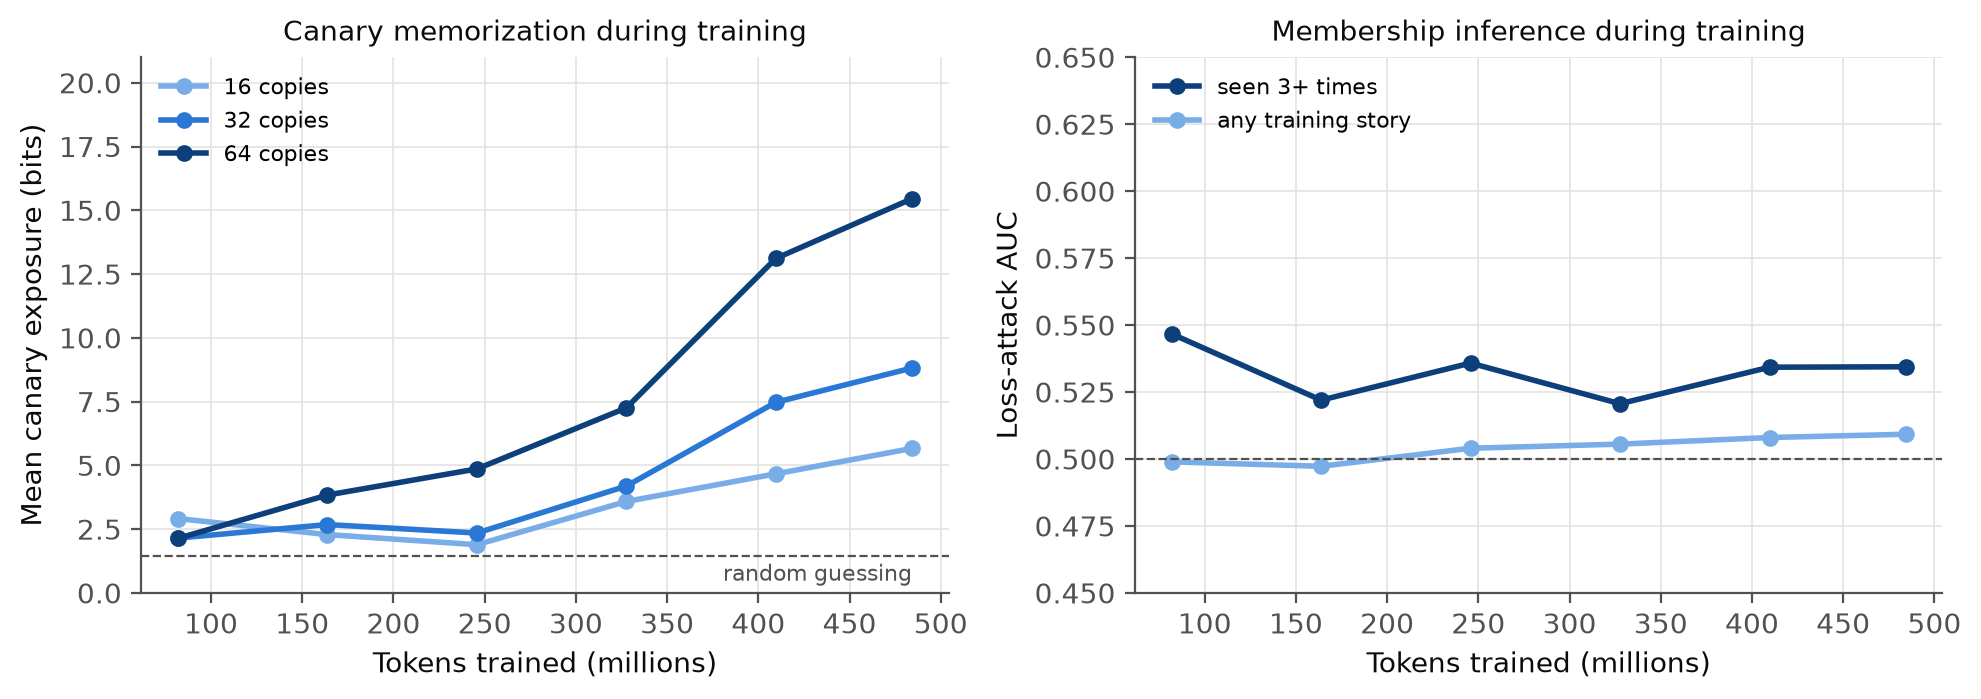 Canary memorization during training
20.0
17.5
15.0
12.5
10.0
7.5
5.0
2.5
0.0
Mean canary exposure (bits)
16 copies
32 copies
64 copies
random guessing
100 150 200 250 300 350 400 450 500
Tokens trained (millions)
Membership inference during training
0.650
0.625
0.600
0.575
0.550
0.525
0.500
0.475
0.450
Loss-attack AUC
seen 3+ times
any training story
100 150 200 250 300 350 400 450 500
Tokens trained (millions)